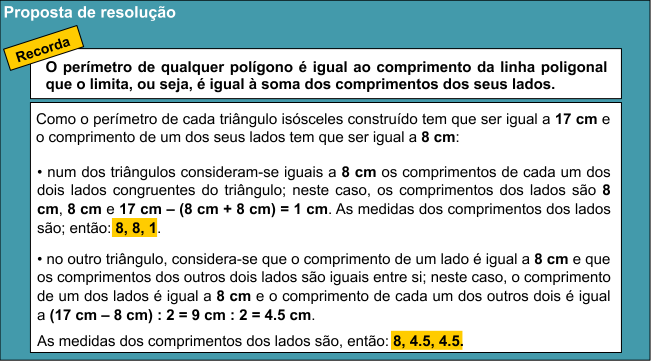 Proposta de resolução
Recorda
O perímetro de qualquer polígono é igual ao comprimento da linha poligonal
que o limita, ou seja, é igual à soma dos comprimentos dos seus lados.
Como o perímetro de cada triângulo isósceles construído tem que ser igual a 17 cm e
o comprimento de um dos seus lados tem que ser igual a 8 cm:
• num dos triângulos consideram-se iguais a 8 cm os comprimentos de cada um dos
dois lados congruentes do triângulo; neste caso, os comprimentos dos lados são 8
cm, 8 cm e 17 cm – (8 cm + 8 cm) = 1 cm. As medidas dos comprimentos dos lados
são; então: 8, 8, 1.
• no outro triângulo, considera-se que o comprimento de um lado é igual a 8 cm e que
os comprimentos dos outros dois lados são iguais entre si; neste caso, o comprimento
de um dos lados é igual a 8 cm e o comprimento de cada um dos outros dois é igual
a (17 cm – 8 cm) : 2 = 9 cm : 2 = 4.5 cm.
As medidas dos comprimentos dos lados são, então: 8, 4.5, 4.5.